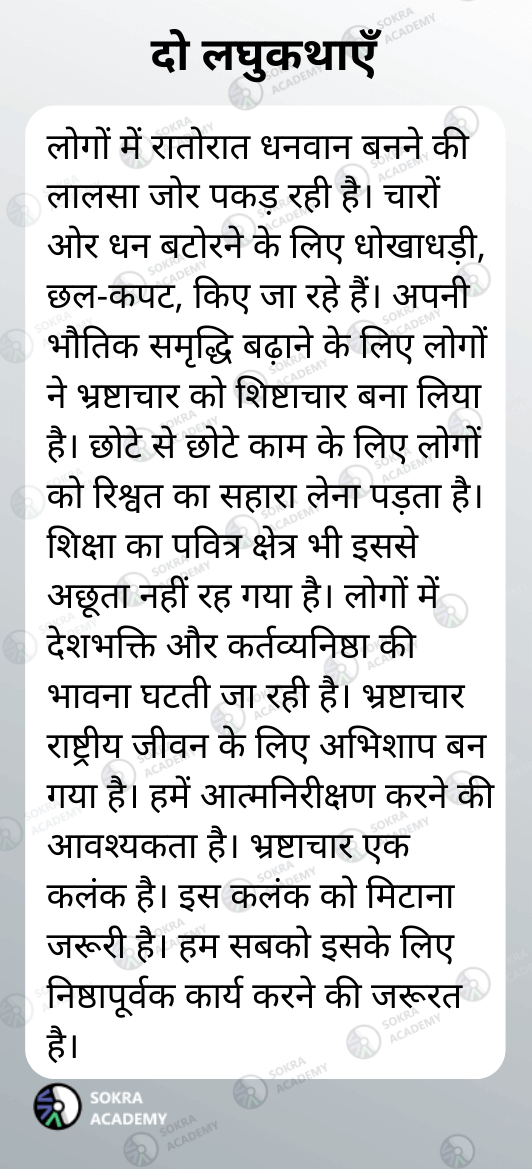 दो लघुकथाएँ
लोगों में रातोरात धनवान बनने की
लालसा जोर पकड़ रही है। चारों
ओर धन बटोरने के लिए धोखाधड़ी,
छल-कपट, किए जा रहे हैं। अपनी
भौतिक समृद्धि बढ़ाने के लिए लोगों
ने भ्रष्टाचार को शिष्टाचार बना लिया
है। छोटे से छोटे काम के लिए लोगों
को रिश्वत का सहारा लेना पड़ता है।
शिक्षा का पवित्र क्षेत्र भी इससे
अछूता नहीं रह गया है। लोगों में
देशभक्ति और कर्तव्यनिष्ठा की
भावना घटती जा रही है। भ्रष्टाचार
राष्ट्रीय जीवन के लिए अभिशाप बन
गया है। हमें आत्मनिरीक्षण करने की
आवश्यकता है। भ्रष्टाचार एक
कलंक है। इस कलंक को मिटाना
जरूरी है। हम सबको इसके लिए
निष्ठापूर्वक कार्य करने की जरूरत
है।
SOKRA
ACADEMY